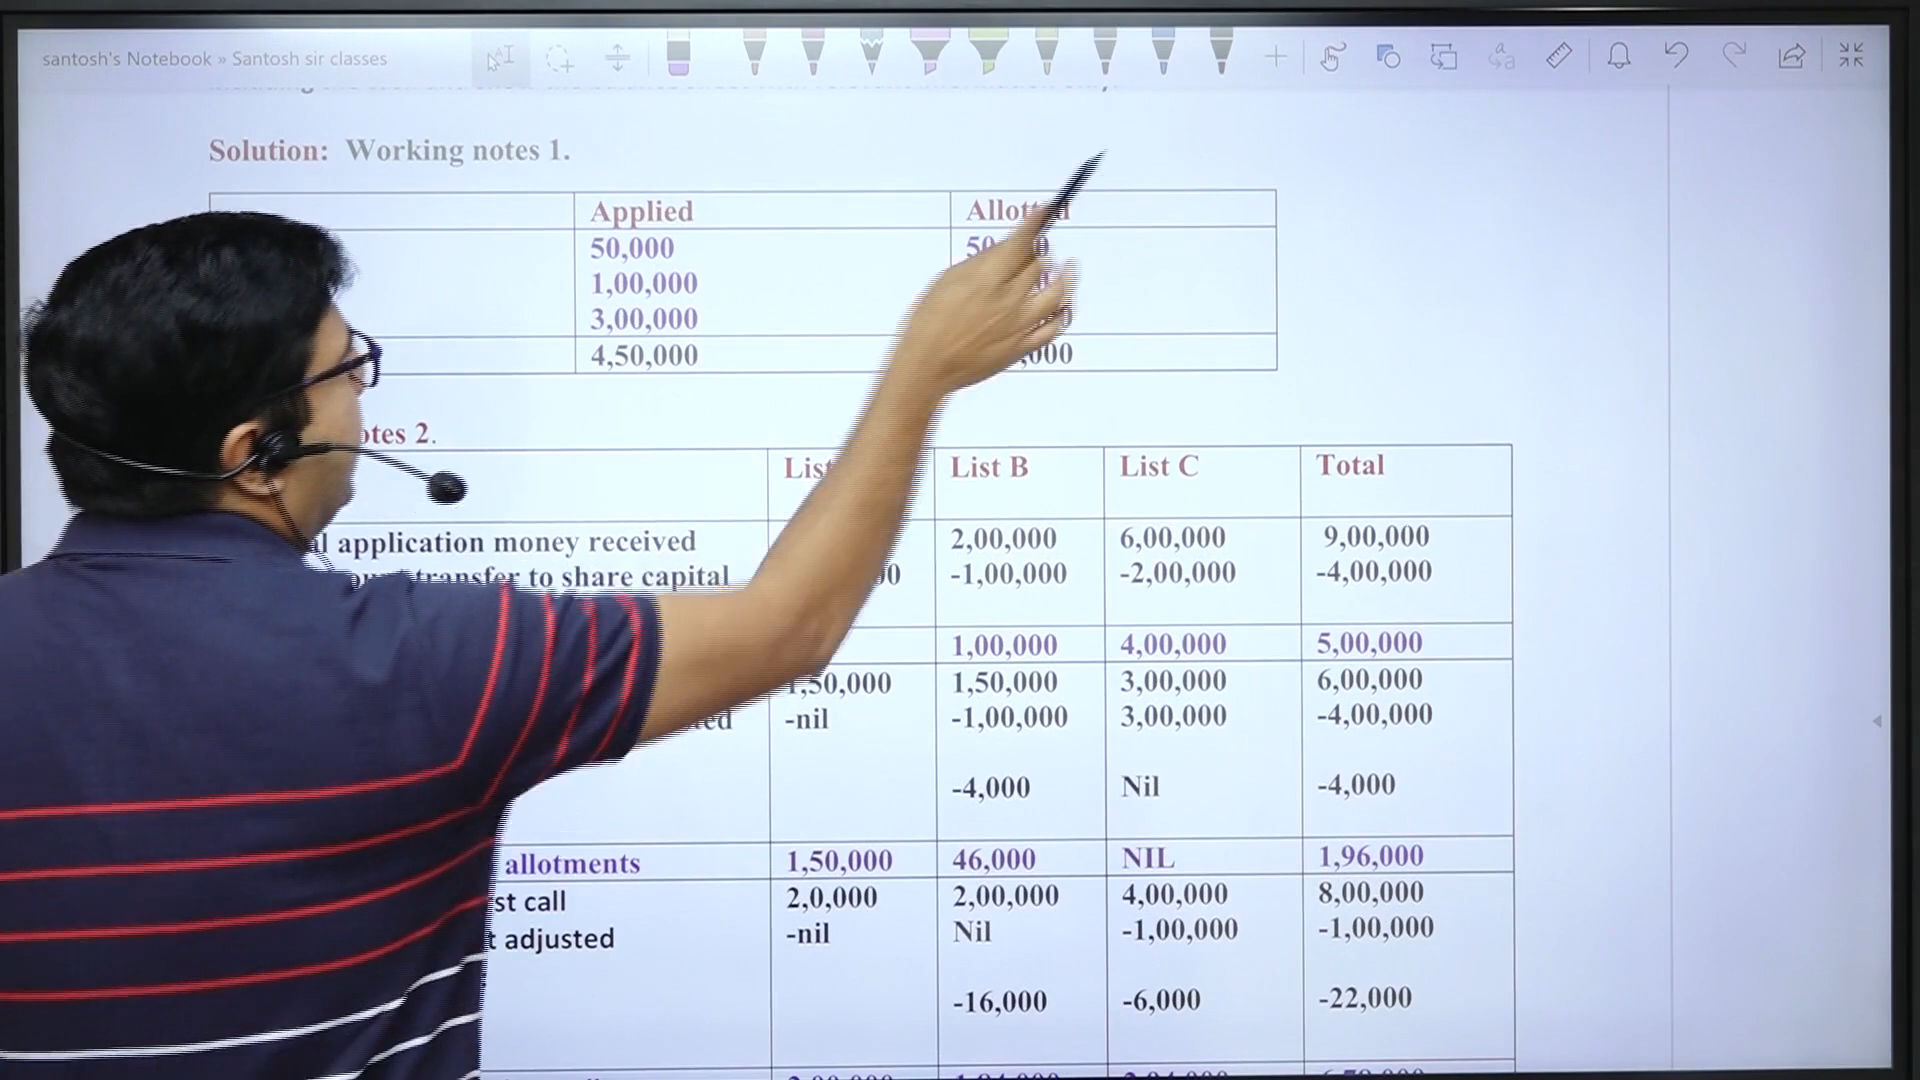 santosh's Notebook » Santosh sir classes
Solution: Working notes 1.
Applied
50,000
1,00,000
3,00,000
4,50,000
otes 2.
List B List C Total
application money received 2,00,000 6,00,000 9,00,000
to share capital -1,00,000 -2,00,000 -4,00,000
1,00,000 4,00,000 5,00,000
1,50,000 1,50,000 3,00,000 6,00,000
-nil -1,00,000 3,00,000 -4,00,000
-4,000 Nil -4,000
allotments 1,50,000 46,000 NIL 1,96,000
st call 2,0,000 2,00,000 4,00,000 8,00,000
t adjusted -nil Nil -1,00,000 -1,00,000
-16,000 -6,000 -22,000